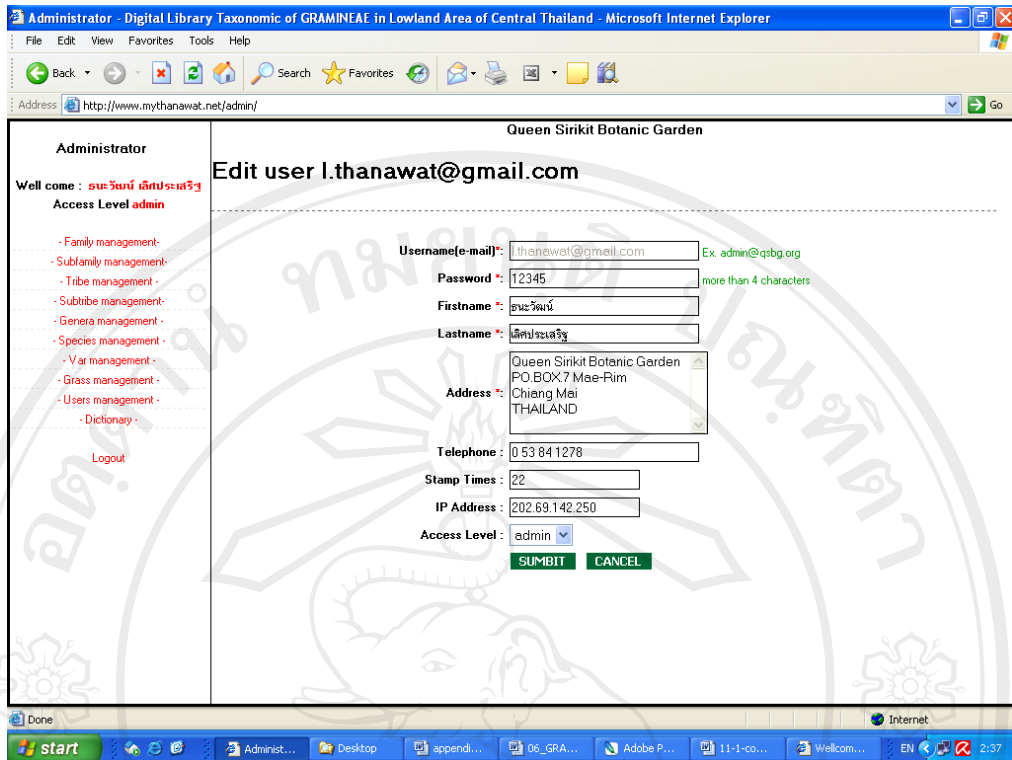 Administrator - Digital Library Taxonomic of GRAMINEAE in Lowland Area of Central Thailand - Microsoft Internet Explorer
File Edit View Favorites Tools Help
Back Search Favorites
Address http://www.mythanawat.net/admin/ Go
Administrator
Well come : ธนะวัฒน์ เลิศประเสริฐ
Access Level admin
- Family management-
- Subfamily management-
- Tribe management -
- Subtribe management-
- Genera management -
- Species management -
- Var management -
- Grass management -
- Users management -
- Dictionary -
Logout
Queen Sirikit Botanic Garden
Edit user l.thanawat@gmail.com
Username(e-mail)*: l.thanawat@gmail.com Ex. admin@qsbg.org
Password *: 12345 more than 4 characters
Firstname *: ธนะวัฒน์
Lastname *: เลิศประเสริฐ
Address *: Queen Sirikit Botanic Garden
PO.BOX.7 Mae-Rim
Chiang Mai
THAILAND
Telephone : 0 53 84 1278
Stamp Times : 22
IP Address : 202.69.142.250
Access Level : admin
SUMBIT CANCEL
Done Internet
start Administ... Desktop appendi... 06_GRA... Adobe P... 11-1-co... Wellcom... EN 2:37